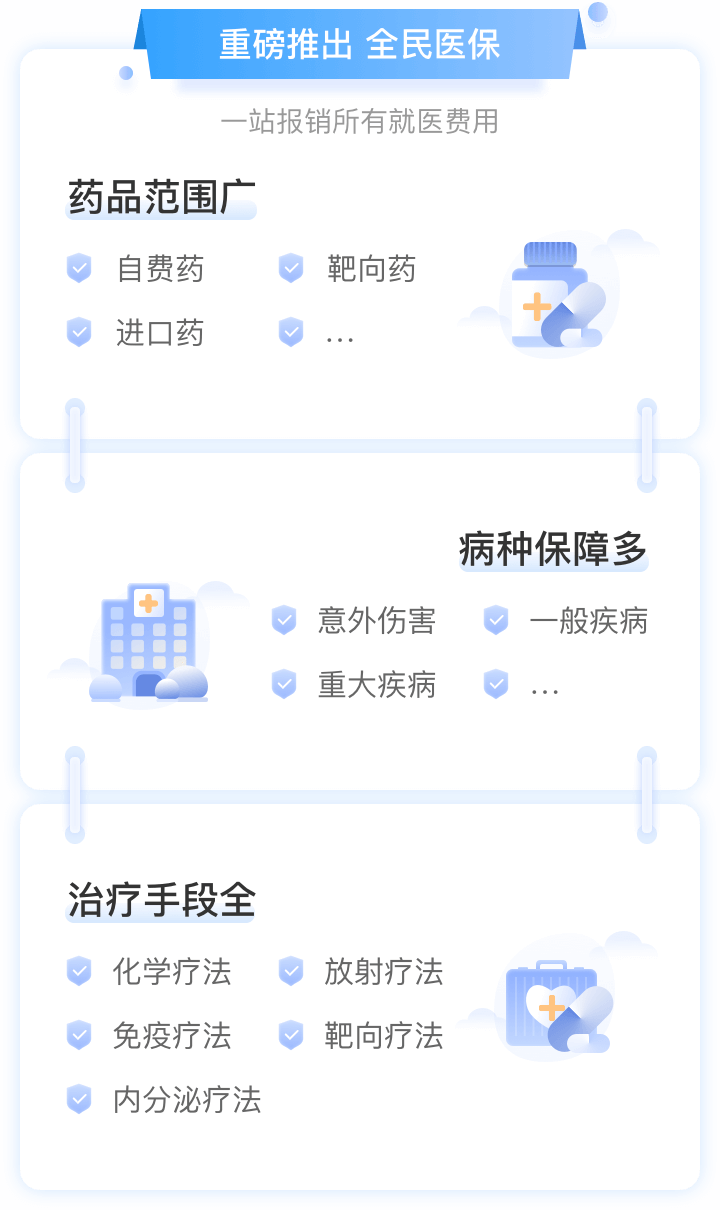 重磅推出 全民医保
一站报销所有就医费用
药品范围广
自费药 靶向药
进口药 ...
病种保障多
意外伤害 一般疾病
重大疾病 ...
治疗手段全
化学疗法 放射疗法
免疫疗法 靶向疗法
内分泌疗法